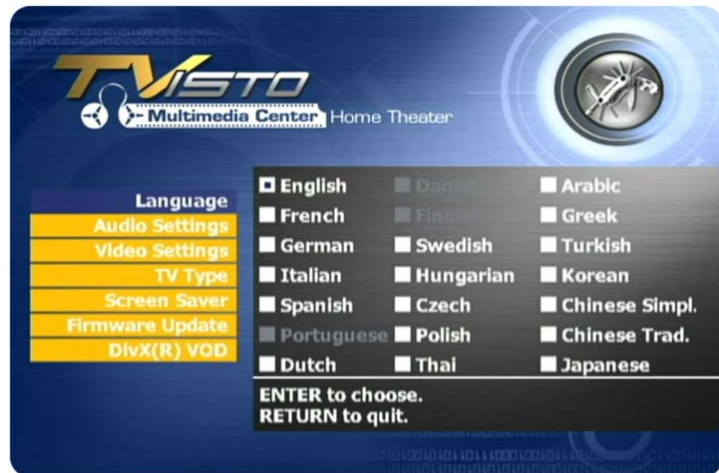 TVISTO
Multimedia Center Home Theater
Language
Audio Settings
Video Settings
TV Type
Screen Saver
Firmware Update
DivX(R) VOD
English
French
German
Italian
Spanish
Portuguese
Dutch
Swedish
Hungarian
Czech
Polish
Thai
Arabic
Greek
Turkish
Korean
Chinese Simpl.
Chinese Trad.
Japanese
ENTER to choose.
RETURN to quit.